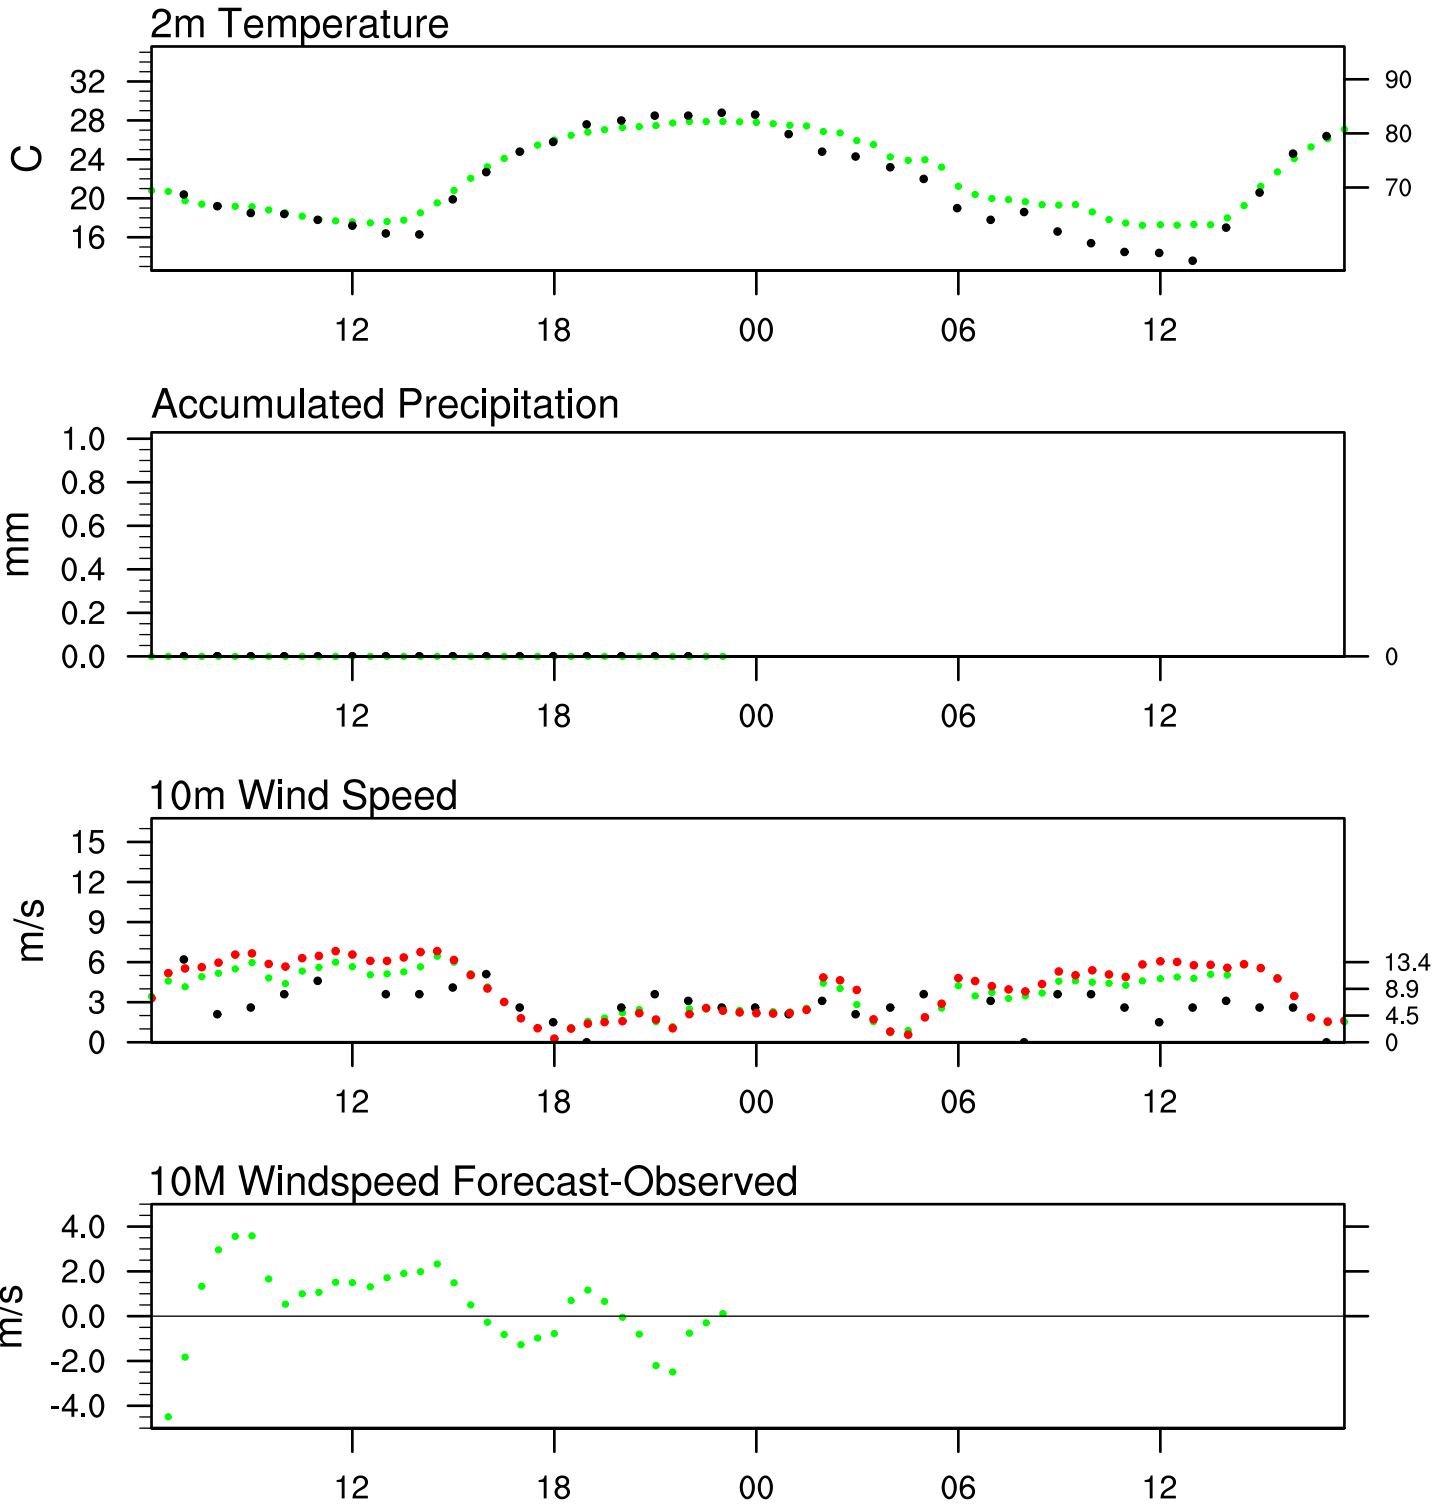 2m Temperature
32
28
24
20
16
C
90
80
70
12 18 00 06 12
Accumulated Precipitation
1.0
0.8
0.6
0.4
0.2
0.0
mm
0
12 18 00 06 12
10m Wind Speed
15
12
9
6
3
0
m/s
13.4
8.9
4.5
0
12 18 00 06 12
10M Windspeed Forecast-Observed
4.0
2.0
0.0
-2.0
-4.0
m/s
12 18 00 06 12